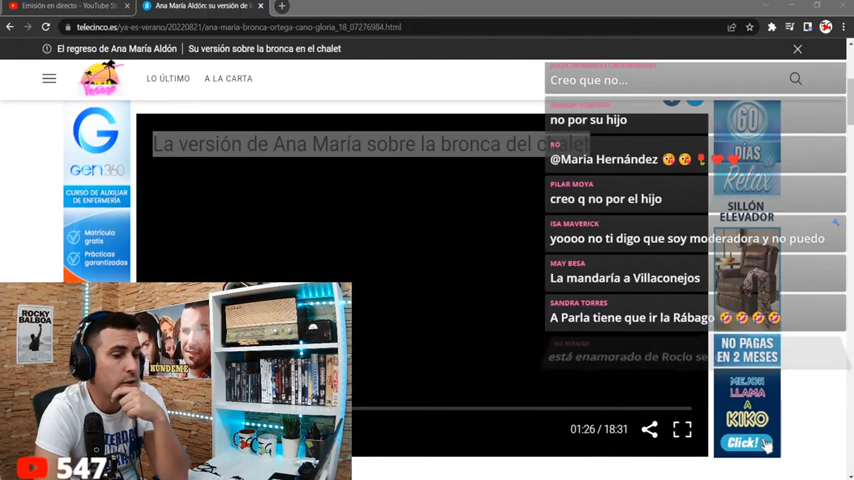 Emisión en directo - YouTube St
Ana María Aldón: su versión de l
telecinco.es/ya-es-verano/20220821/ana-maria-bronca-ortega-cano-gloria_18_07276984.html
El regreso de Ana María Aldón
Su versión sobre la bronca en el chalet
Verano
LO ÚLTIMO
A LA CARTA
Creo que no...
no por su hijo
RO
@María Hernández
PILAR MOYA
creo q no por el hijo
ISA MAVERICK
yoooo no ti digo que soy moderadora y no puedo
MAY BESA
La mandaría a Villaconejos
SANDRA TORRES
A Parla tiene que ir la Rábago
está enamorado de Rocío se
La versión de Ana María sobre la bronca del chalet
G
Gen360
CURSO DE AUXILIAR
DE ENFERMERÍA
Matrícula
gratis
Prácticas
garantizadas
60
DÍAS
de
Relax
SILLÓN
ELEVADOR
NO PAGAS
EN 2 MESES
MEJOR
LLAMA
A
KIKO
Click!
ROCKY
BALBOA
HÚNDEME
01:26 / 18:31
547